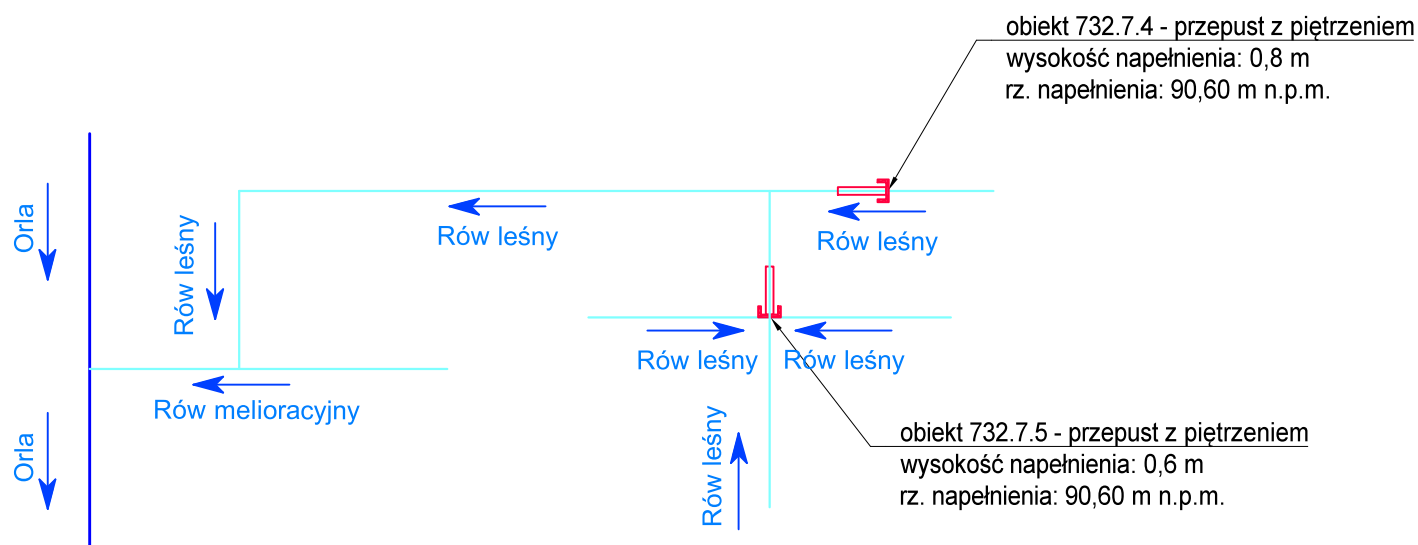 obiekt 732.7.4 - przepust z piętrzeniem
wysokość napełnienia: 0,8 m
rz. napełnienia: 90,60 m n.p.m.
Orla
Rów leśny
Rów leśny
Rów leśny
Rów leśny
Rów leśny
Rów melioracyjny
Orla
Rów leśny
obiekt 732.7.5 - przepust z piętrzeniem
wysokość napełnienia: 0,6 m
rz. napełnienia: 90,60 m n.p.m.